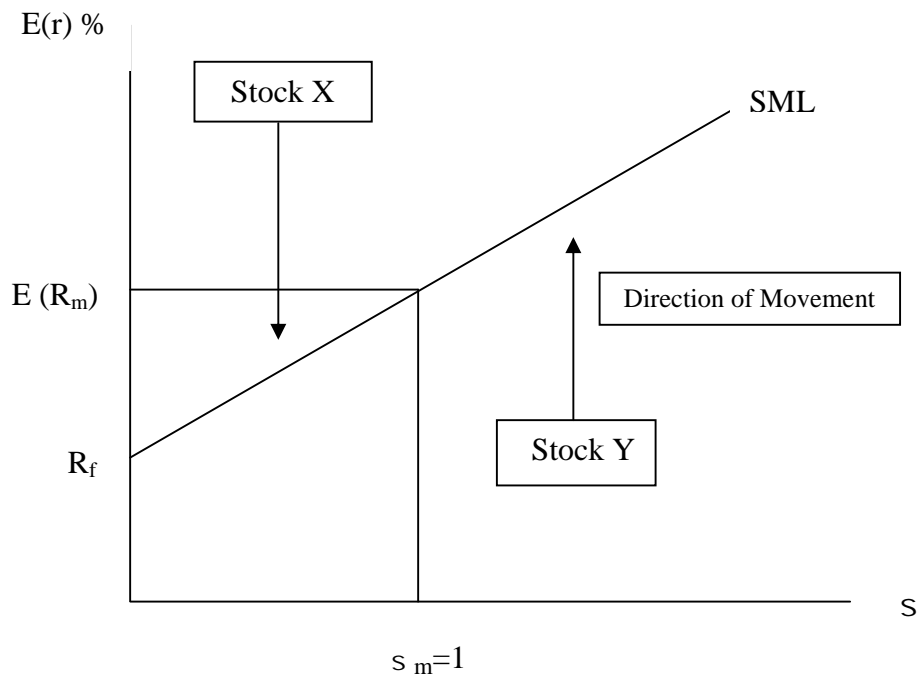 E(r) %
Stock X
SML
E (Rm)
Direction of Movement
Stock Y
Rf
s
s m=1